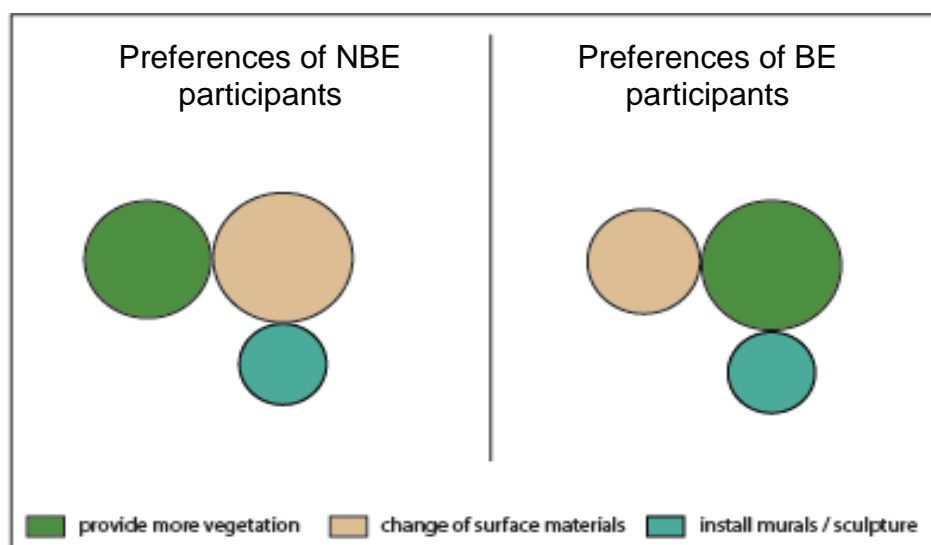 Preferences of NBE
participants
Preferences of BE
participants
provide more vegetation
change of surface materials
install murals / sculpture